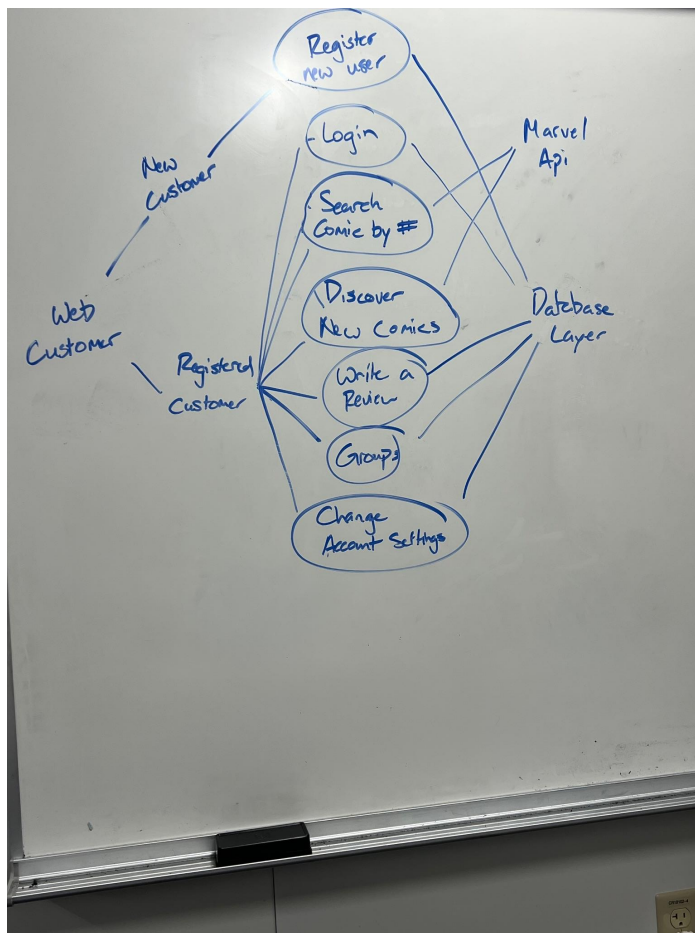 Register
new user
Login
Marvel
Api
New
Customer
Search
Comic by #
Discover
New Comics
Database
Layer
Web
Customer
Registered
Customer
Write a
Review
Groups
Change
Account Settings